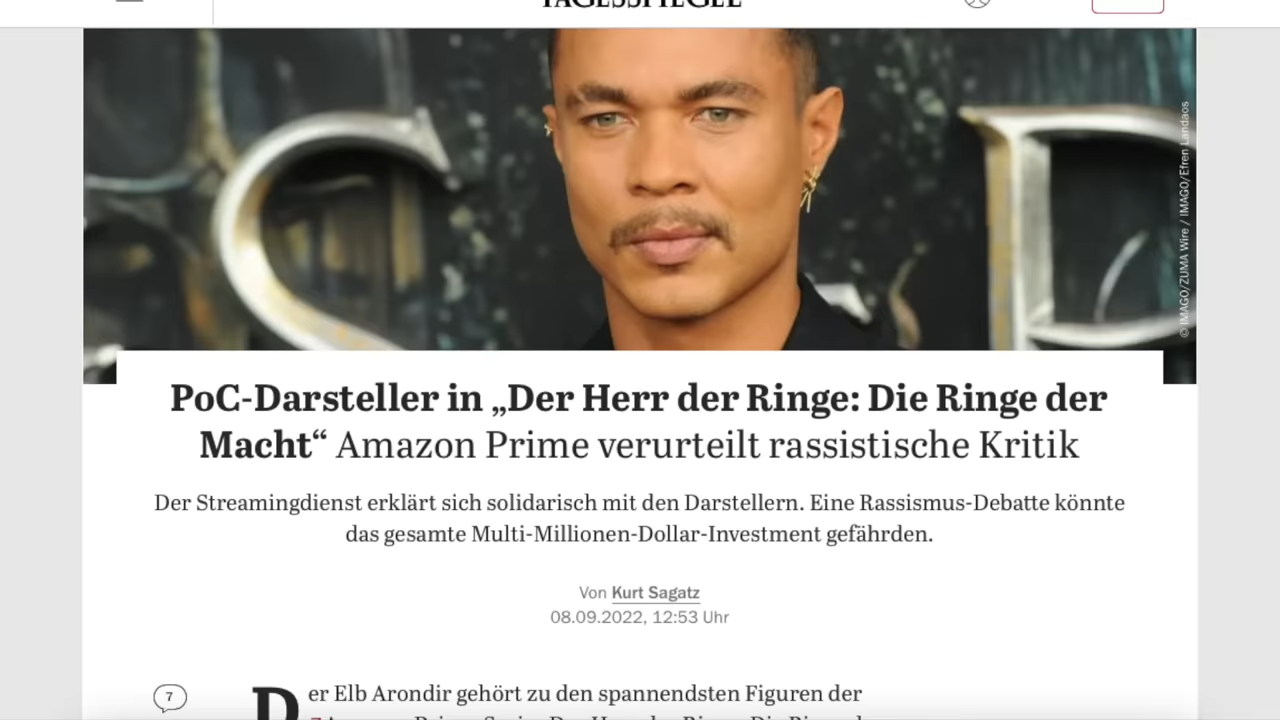 TAGESSPIEGEL
© IMAGO/ZUMA Wire / IMAGO/Efren Landaos
PoC-Darsteller in „Der Herr der Ringe: Die Ringe der
Macht“ Amazon Prime verurteilt rassistische Kritik
Der Streamingdienst erklärt sich solidarisch mit den Darstellern. Eine Rassismus-Debatte könnte
das gesamte Multi-Millionen-Dollar-Investment gefährden.
Von Kurt Sagatz
08.09.2022, 12:53 Uhr
7
Der Elb Arondir gehört zu den spannendsten Figuren der